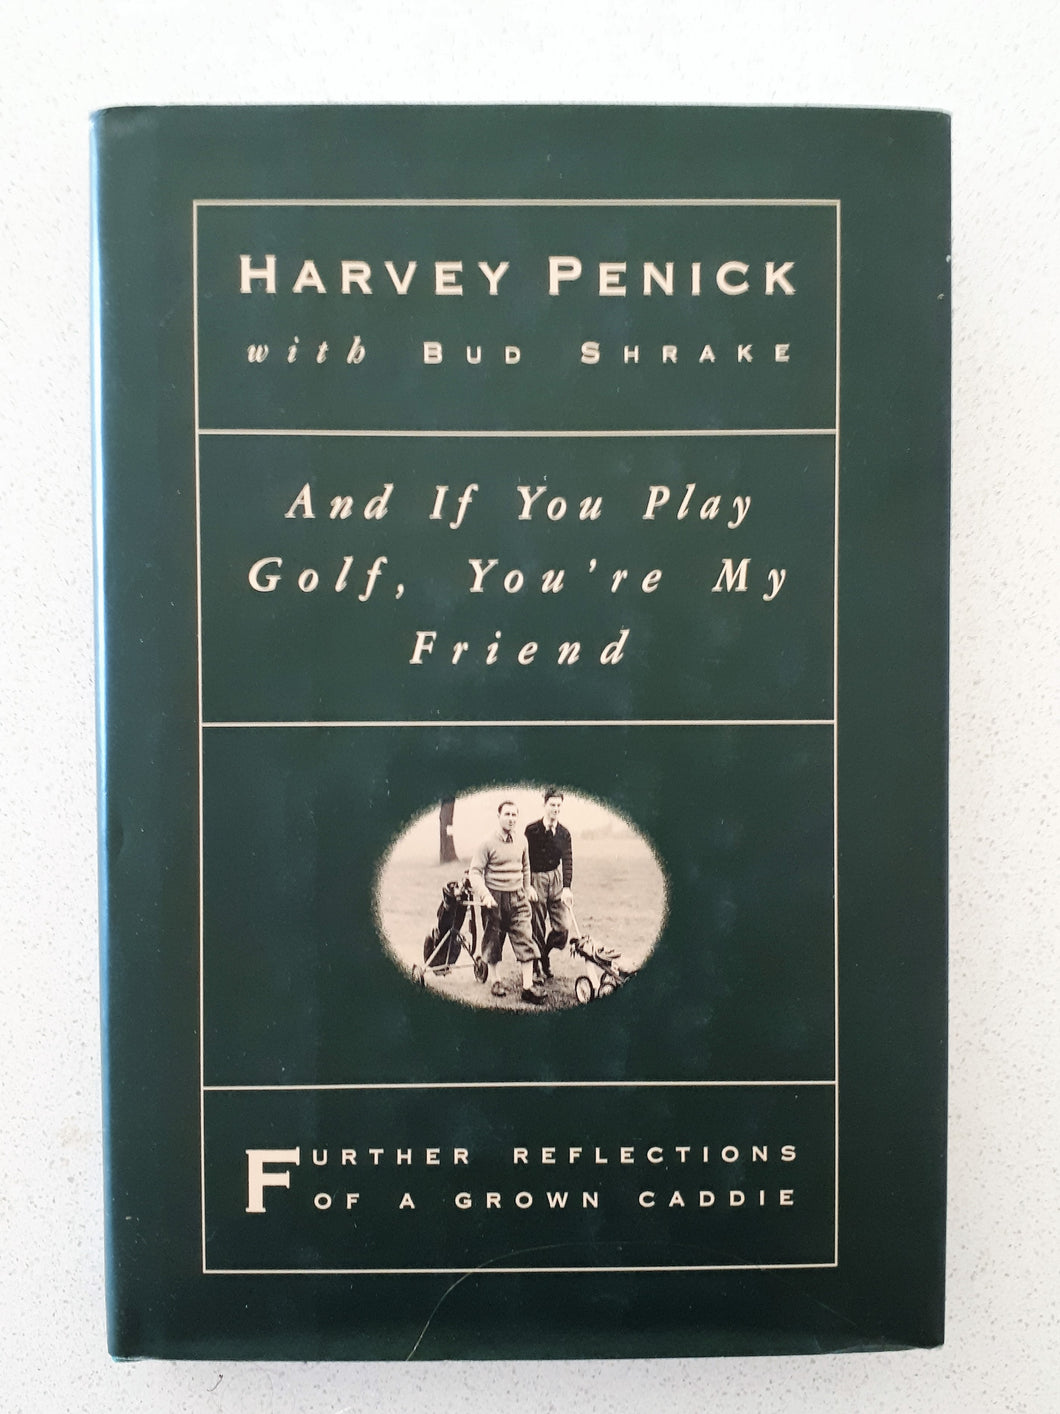 HARVEY PENICK
with BUD SHRAKE
And If You Play
Golf, You're My
Friend
FURTHER REFLECTIONS
OF A GROWN CADDIE